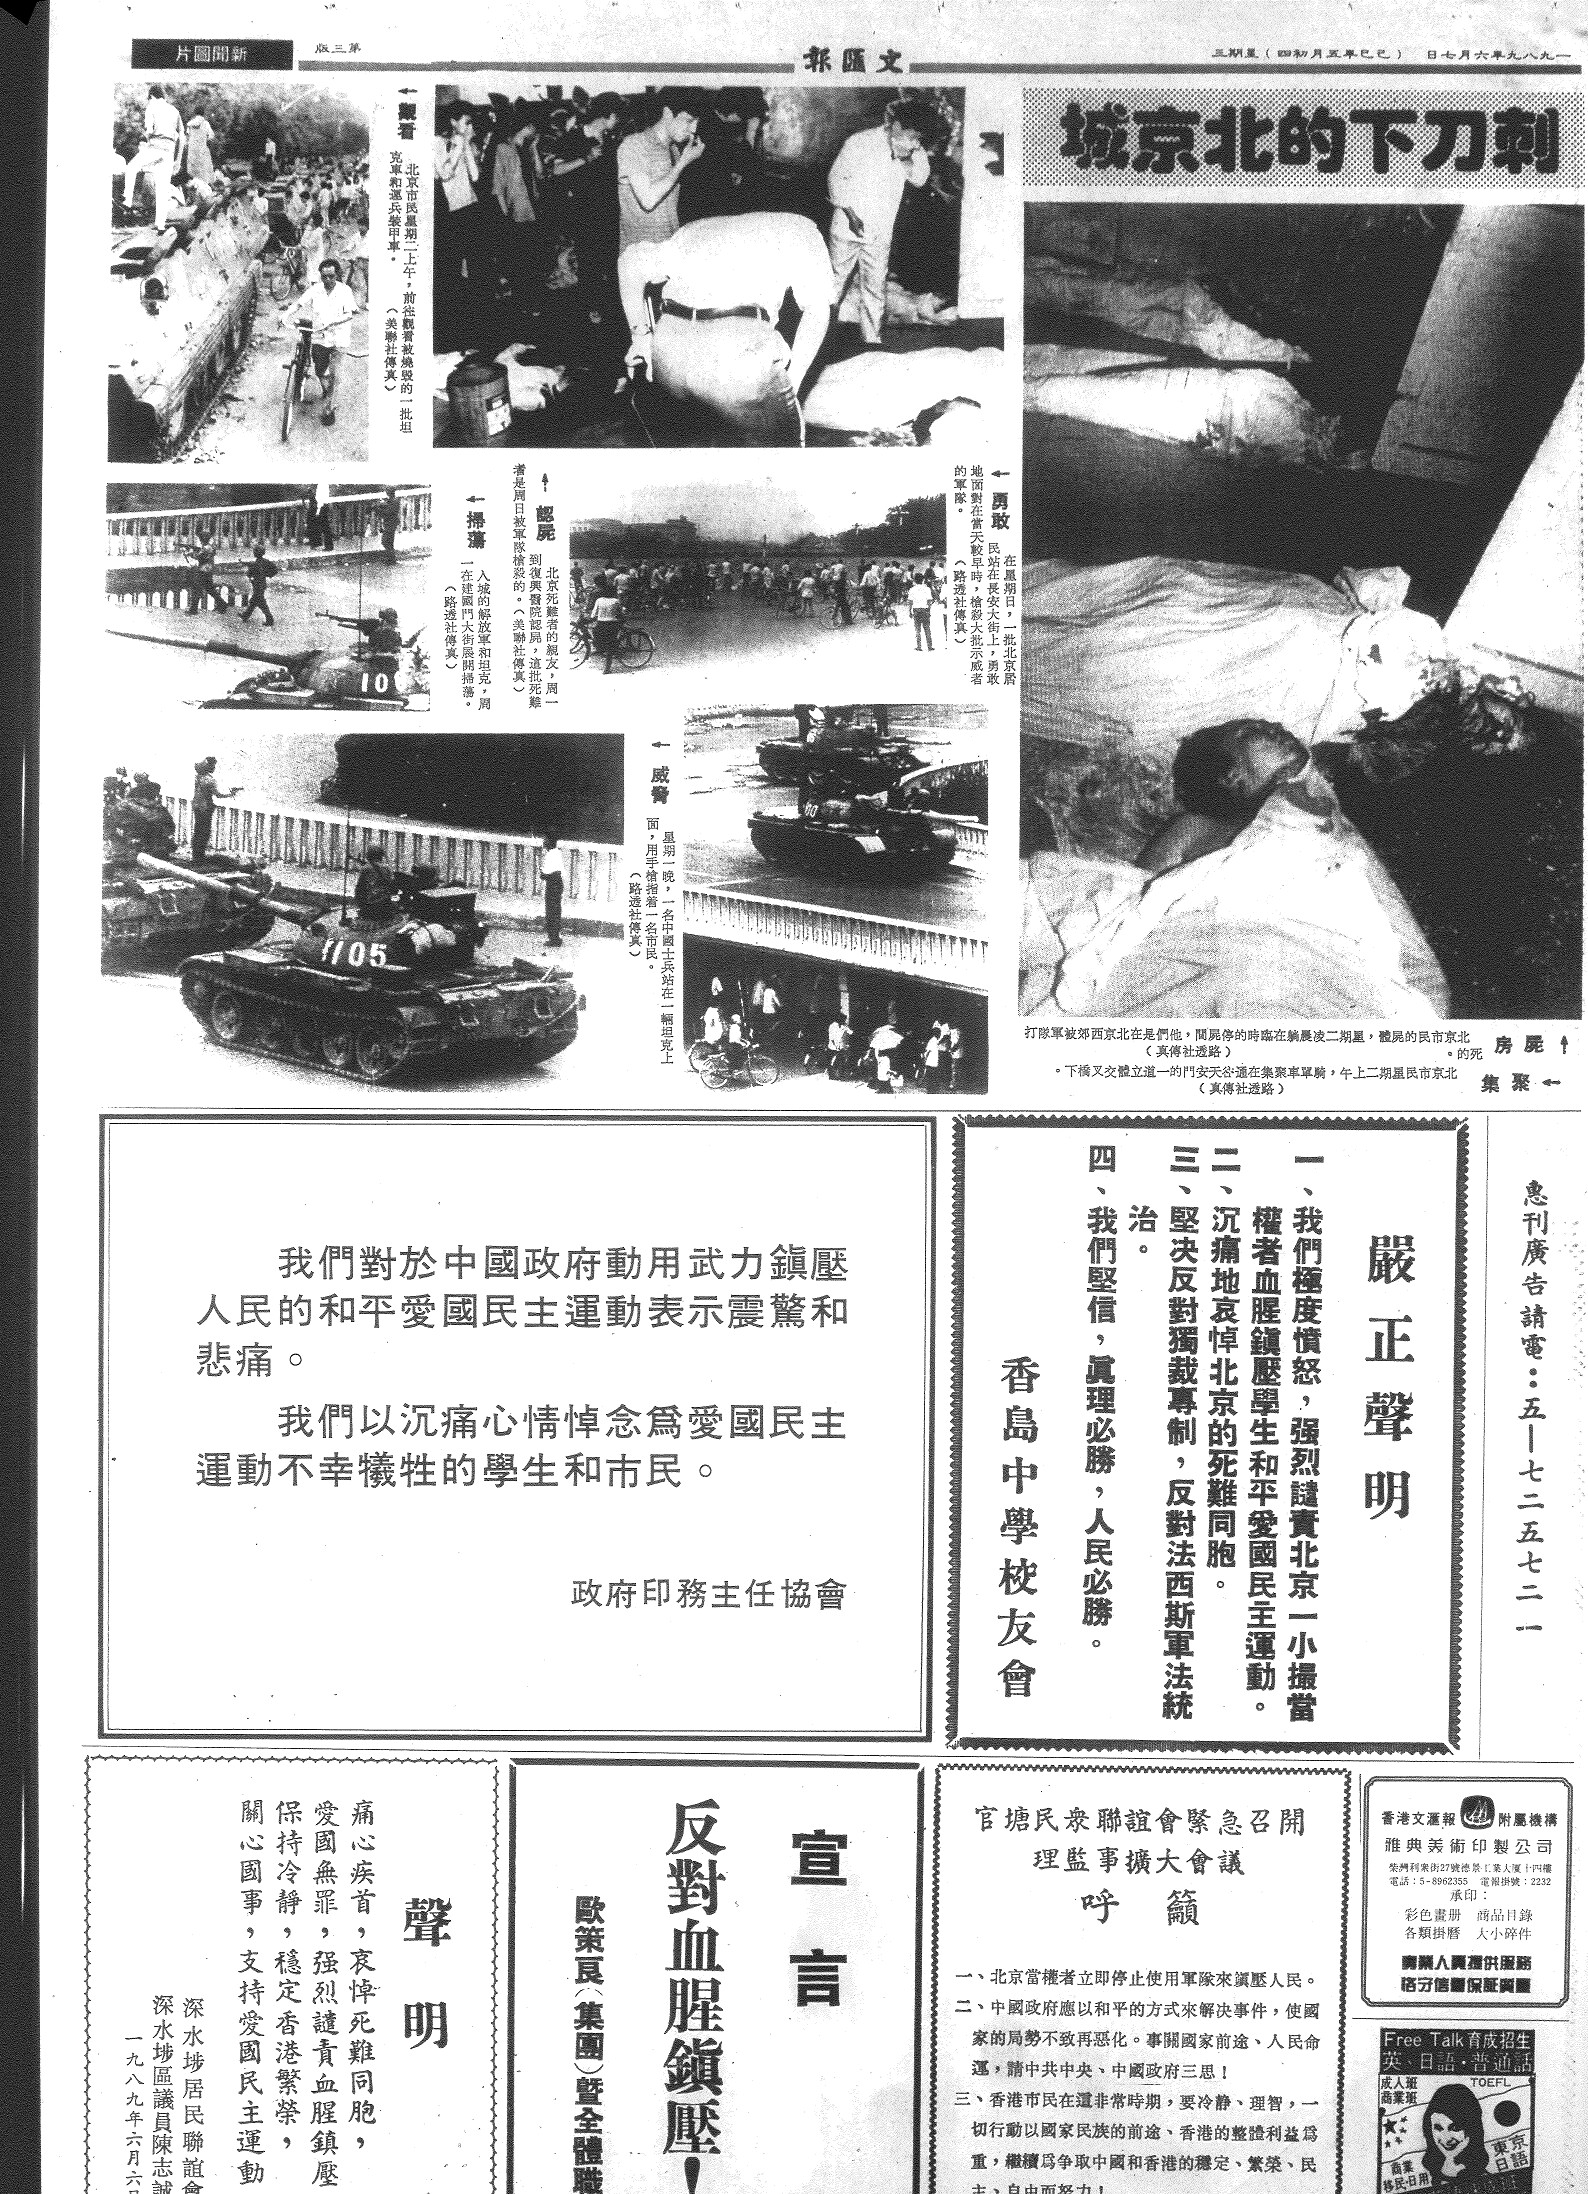 一九八九年六月七日 (己巳年五月初四) 星期三
文匯報
第三版
新聞圖片
刺刀下的北京城
↑屍房
北京市民的屍體，星期二凌晨躺在臨時的停屍間，他們是在北京西郊被軍隊打
死的。
(路透社傳真)
←聚集
北京市民星期二上午，騎單車聚集在通谷天安門的一道立體交叉橋下。
(路透社傳真)
←勇敢
在星期日，一批北京居
民站在長安大街上，勇敢
地面對在當天較早時，槍殺大批示威者
的軍隊。
(路透社傳真)
↑認屍
北京死難者的親友，周一
到復興醫院認屍，這批死難
者是周日被軍隊槍殺的。(美聯社傳真)
←掃蕩
入城的解放軍和坦克，周
一在建國門大街展開掃蕩。
(路透社傳真)
←觀看
北京市民星期二上午，前往觀看被燒毀的一批坦
克車和運兵裝甲車。
(美聯社傳真)
←威脅
星期一晚，一名中國士兵站在一輛坦克上
面，用手槍指着一名市民。
(路透社傳真)
105
惠刊廣告請電：五—七二五七二一
嚴正聲明
一、我們極度憤怒，强烈譴責北京一小撮當
權者血腥鎮壓學生和平愛國民主運動。
二、沉痛地哀悼北京的死難同胞。
三、堅決反對獨裁專制，反對法西斯軍法統
治。
四、我們堅信，眞理必勝，人民必勝。
香島中學校友會
我們對於中國政府動用武力鎮壓
人民的和平愛國民主運動表示震驚和
悲痛。
我們以沉痛心情悼念爲愛國民主
運動不幸犧牲的學生和市民。
政府印務主任協會
香港文滙報 附屬機構
雅典美術印製公司
柴灣利衆街27號德景工業大廈十四樓
電話：5-8962355 電報掛號：2232
承印：
彩色畫册 商品目錄
各類掛曆 大小碎件
專業人員提供服務
恪守信譽保証質量
Free Talk育成招生
英、日語·普通話
成人班
商業班
TOEFL
東京
日語
商業
移民·日用
官塘民衆聯誼會緊急召開
理監事擴大會議
呼籲
一、北京當權者立即停止使用軍隊來鎭壓人民。
二、中國政府應以和平的方式來解决事件，使國
家的局勢不致再惡化。事關國家前途、人民命
運，請中共中央、中國政府三思！
三、香港市民在這非常時期，要冷静、理智，一
切行動以國家民族的前途、香港的整體利益爲
重，繼續爲争取中國和香港的穩定、繁榮、民
主、自由而努力！
宣言
反對血腥鎭壓！
歐策良(集團)暨全體職
聲明
痛心疾首，哀悼死難同胞，
愛國無罪，强烈譴責血腥鎮壓
保持冷靜，穩定香港繁榮，
關心國事，支持愛國民主運動
深水埗居民聯誼會
深水埗區議員陳志誠
一九八九年六月六日